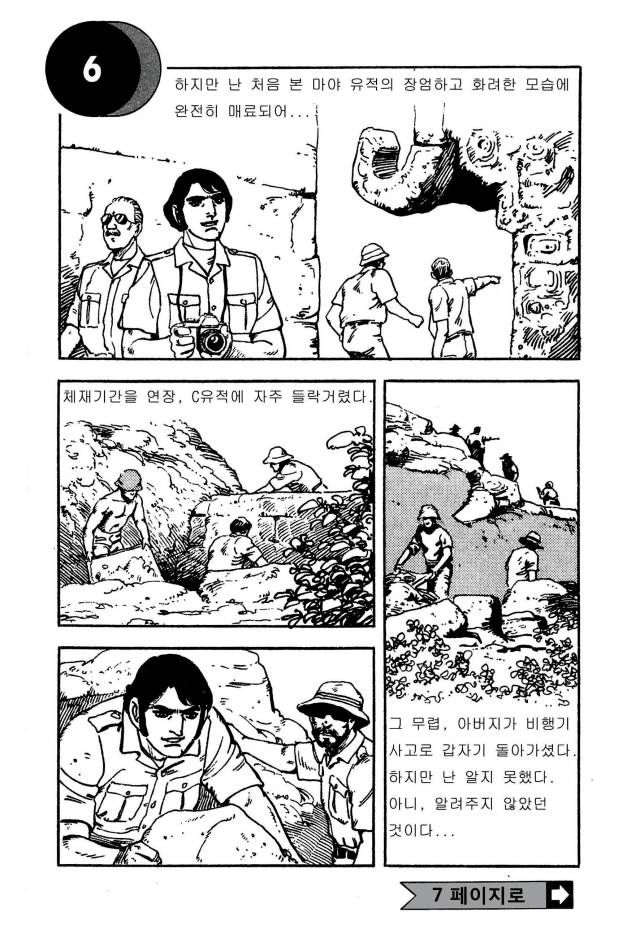 6
하지만 난 처음 본 마야 유적의 장엄하고 화려한 모습에
완전히 매료되어...
체재기간을 연장, C유적에 자주 들락거렸다.
그 무렵, 아버지가 비행기
사고로 갑자기 돌아가셨다.
하지만 난 알지 못했다.
아니, 알려주지 않았던
것이다...
7 페이지로